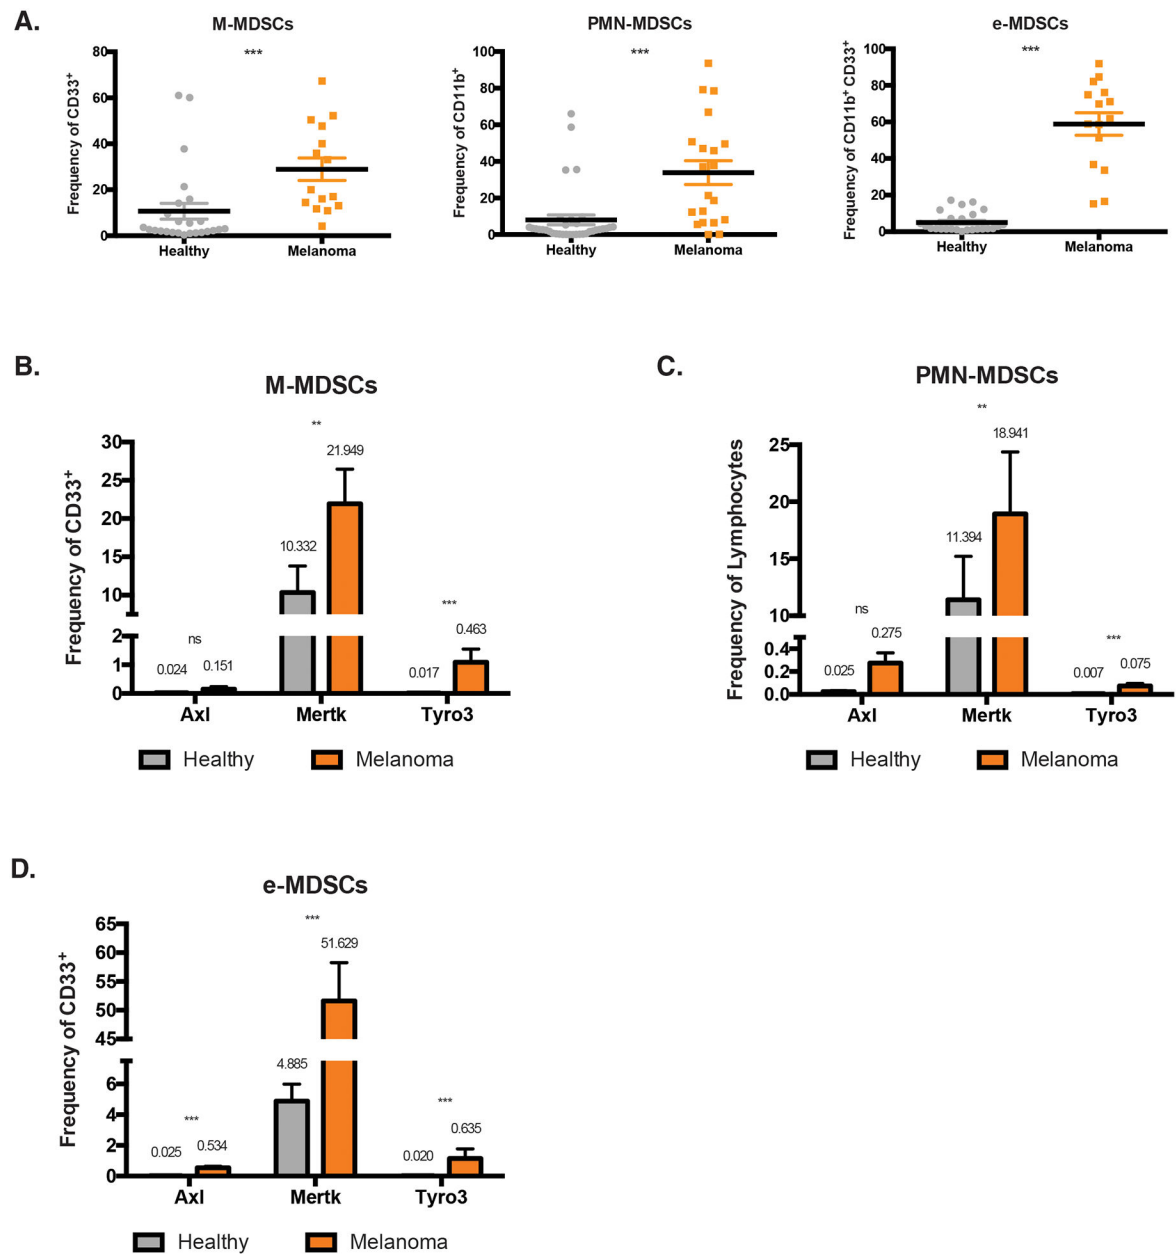 A.
M-MDSCs
***
Frequency of CD33+
80
60
40
20
0
Healthy
Melanoma
PMN-MDSCs
***
Frequency of CD11b+
100
80
60
40
20
0
Healthy
Melanoma
e-MDSCs
***
Frequency of CD11b+ CD33+
100
80
60
40
20
0
Healthy
Melanoma
B.
M-MDSCs
Frequency of CD33+
30
25
20
15
10
2
1
0
ns
0.024
0.151
**
10.332
21.949
***
0.017
0.463
Axl
Mertk
Tyro3
Healthy
Melanoma
C.
PMN-MDSCs
Frequency of Lymphocytes
25
20
15
10
0.4
0.2
0.0
ns
0.025
0.275
**
11.394
18.941
***
0.007
0.075
Axl
Mertk
Tyro3
Healthy
Melanoma
D.
e-MDSCs
Frequency of CD33+
65
60
55
50
45
6
4
2
0
***
0.025
0.534
***
4.885
51.629
***
0.020
0.635
Axl
Mertk
Tyro3
Healthy
Melanoma